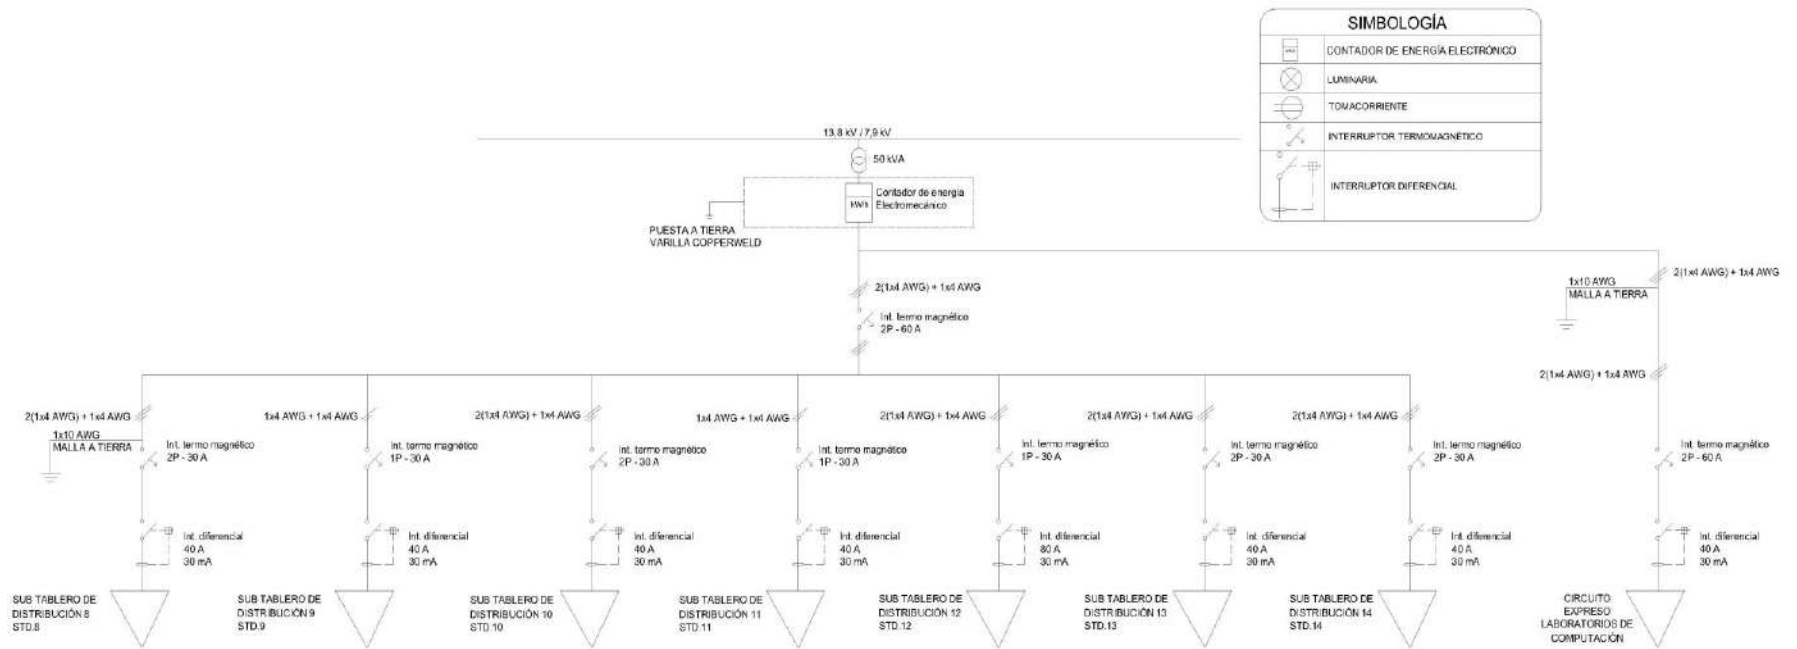 SIMBOLOGÍA
kWh
CONTADOR DE ENERGÍA ELECTRÓNICO
LUMINARIA
TOMACORRIENTE
INTERRUPTOR TERMOMAGNÉTICO
INTERRUPTOR DIFERENCIAL
13,8 kV / 7,9 kV
50 kVA
kWh
Contador de energía
Electromecánico
PUESTA A TIERRA
VARILLA COPPERWELD
2(1x4 AWG) + 1x4 AWG
Int. termo magnético
2P - 60 A
2(1x4 AWG) + 1x4 AWG
1x10 AWG
MALLA A TIERRA
2(1x4 AWG) + 1x4 AWG
2(1x4 AWG) + 1x4 AWG
1x10 AWG
MALLA A TIERRA
Int. termo magnético
2P - 30 A
Int. diferencial
40 A
30 mA
SUB TABLERO DE
DISTRIBUCIÓN 8
STD.8
1x4 AWG + 1x4 AWG
Int. termo magnético
1P - 30 A
Int. diferencial
40 A
30 mA
SUB TABLERO DE
DISTRIBUCIÓN 9
STD.9
2(1x4 AWG) + 1x4 AWG
Int. termo magnético
2P - 30 A
Int. diferencial
40 A
30 mA
SUB TABLERO DE
DISTRIBUCIÓN 10
STD.10
1x4 AWG + 1x4 AWG
Int. termo magnético
1P - 30 A
Int. diferencial
40 A
30 mA
SUB TABLERO DE
DISTRIBUCIÓN 11
STD.11
2(1x4 AWG) + 1x4 AWG
Int. termo magnético
1P - 30 A
Int. diferencial
80 A
30 mA
SUB TABLERO DE
DISTRIBUCIÓN 12
STD.12
2(1x4 AWG) + 1x4 AWG
Int. termo magnético
2P - 30 A
Int. diferencial
40 A
30 mA
SUB TABLERO DE
DISTRIBUCIÓN 13
STD.13
2(1x4 AWG) + 1x4 AWG
Int. termo magnético
2P - 30 A
Int. diferencial
40 A
30 mA
SUB TABLERO DE
DISTRIBUCIÓN 14
STD.14
Int. termo magnético
2P - 60 A
Int. diferencial
40 A
30 mA
CIRCUITO
EXPRESO
LABORATORIOS DE
COMPUTACIÓN